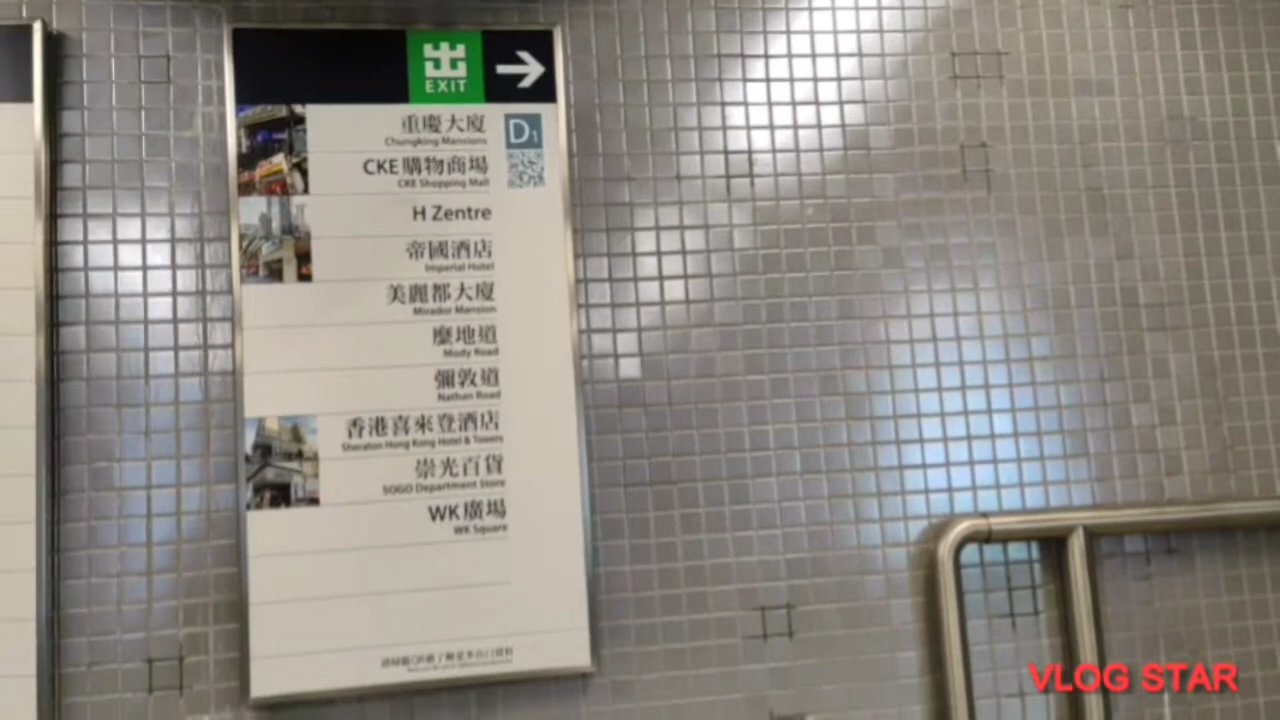 出
EXIT
D1
重慶大廈
Chungking Mansions
CKE購物商場
CKE Shopping Mall
H Zentre
帝國酒店
Imperial Hotel
美麗都大廈
Mirador Mansion
麼地道
Mody Road
彌敦道
Nathan Road
香港喜來登酒店
Sheraton Hong Kong Hotel & Towers
崇光百貨
SOGO Department Store
WK廣場
WK Square
VLOG STAR